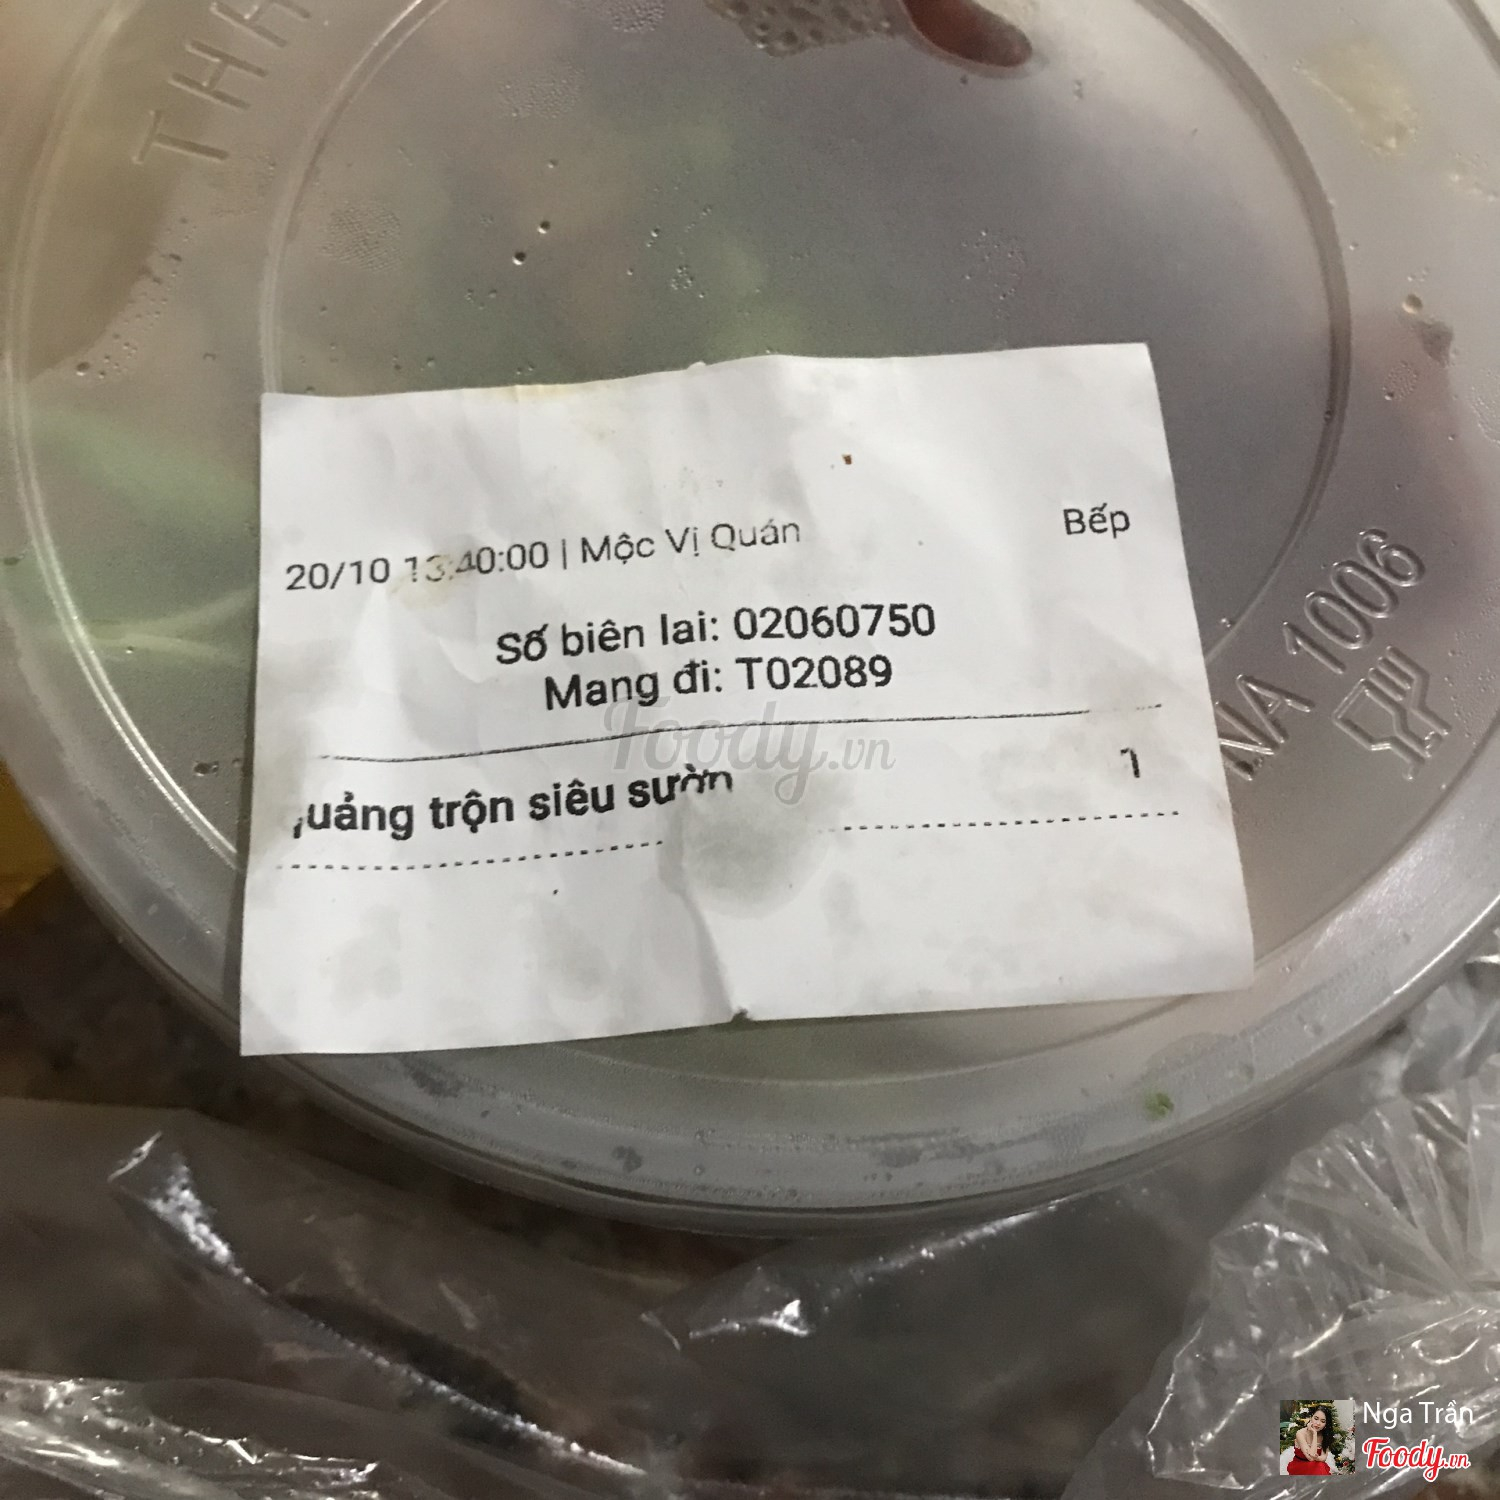 THH
20/10 13:40:00 | Mộc Vị Quán
Bếp
Số biên lai: 02060750
Mang đi: T02089
trộn siêu sườn
1
NA 1006
Foody.vn
Nga Trần
Foody.vn